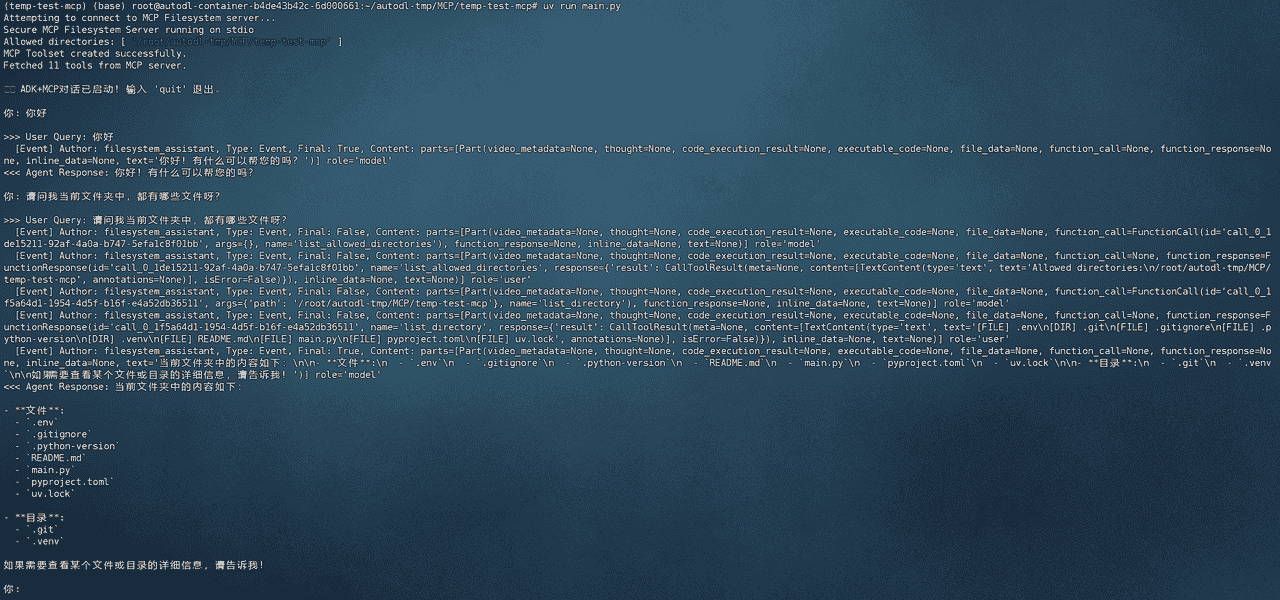 (temp-test-mcp) (base) root@autodl-container-b4de43b42c-6d000661:~/autodl-tmp/MCP/temp-test-mcp# uv run main.py
Attempting to connect to MCP Filesystem server...
Secure MCP Filesystem Server running on stdio
Allowed directories: [ '/root/autodl-tmp/MCP/temp-test-mcp' ]
MCP Toolset created successfully.
Fetched 11 tools from MCP server.
ADK+MCP对话已启动! 输入 'quit' 退出。
你: 你好
>>> User Query: 你好
[Event] Author: filesystem_assistant, Type: Event, Final: True, Content: parts=[Part(video_metadata=None, thought=None, code_execution_result=None, executable_code=None, file_data=None, function_call=None, function_response=No
ne, inline_data=None, text='你好! 有什么可以帮您的吗? ')] role='model'
<<< Agent Response: 你好! 有什么可以帮您的吗?
你: 请问我当前文件夹中, 都有哪些文件呀?
>>> User Query: 请问我当前文件夹中, 都有哪些文件呀?
[Event] Author: filesystem_assistant, Type: Event, Final: False, Content: parts=[Part(video_metadata=None, thought=None, code_execution_result=None, executable_code=None, file_data=None, function_call=FunctionCall(id='call_0_1
de15211-92af-4a0a-b747-5efa1c8f01bb', args={}, name='list_allowed_directories'), function_response=None, inline_data=None, text=None)] role='model'
[Event] Author: filesystem_assistant, Type: Event, Final: False, Content: parts=[Part(video_metadata=None, thought=None, code_execution_result=None, executable_code=None, file_data=None, function_call=None, function_response=F
unctionResponse(id='call_0_1de15211-92af-4a0a-b747-5efa1c8f01bb', name='list_allowed_directories', response={'result': CallToolResult(meta=None, content=[TextContent(type='text', text='Allowed directories:\n/root/autodl-tmp/MCP/
temp-test-mcp', annotations=None)], isError=False)}), inline_data=None, text=None)] role='user'
[Event] Author: filesystem_assistant, Type: Event, Final: False, Content: parts=[Part(video_metadata=None, thought=None, code_execution_result=None, executable_code=None, file_data=None, function_call=FunctionCall(id='call_0_1
f5a64d1-1954-4d5f-b16f-e4a52db36511', args={'path': '/root/autodl-tmp/MCP/temp-test-mcp'}, name='list_directory'), function_response=None, inline_data=None, text=None)] role='model'
[Event] Author: filesystem_assistant, Type: Event, Final: False, Content: parts=[Part(video_metadata=None, thought=None, code_execution_result=None, executable_code=None, file_data=None, function_call=None, function_response=F
unctionResponse(id='call_0_1f5a64d1-1954-4d5f-b16f-e4a52db36511', name='list_directory', response={'result': CallToolResult(meta=None, content=[TextContent(type='text', text='[FILE] .env\n[DIR] .git\n[FILE] .gitignore\n[FILE] .p
ython-version\n[DIR] .venv\n[FILE] README.md\n[FILE] main.py\n[FILE] pyproject.toml\n[FILE] uv.lock', annotations=None)], isError=False)}), inline_data=None, text=None)] role='user'
[Event] Author: filesystem_assistant, Type: Event, Final: True, Content: parts=[Part(video_metadata=None, thought=None, code_execution_result=None, executable_code=None, file_data=None, function_call=None, function_response=No
ne, inline_data=None, text='当前文件夹中的内容如下: \n\n- **文件**:\n  - `.env`\n  - `.gitignore`\n  - `.python-version`\n  - `README.md`\n  - `main.py`\n  - `pyproject.toml`\n  - `uv.lock`\n\n- **目录**:\n  - `.git`\n  - `.venv
`\n\n如果需要查看某个文件或目录的详细信息, 请告诉我! ')] role='model'
<<< Agent Response: 当前文件夹中的内容如下:
- **文件**:
- `.env`
- `.gitignore`
- `.python-version`
- `README.md`
- `main.py`
- `pyproject.toml`
- `uv.lock`
- **目录**:
- `.git`
- `.venv`
如果需要查看某个文件或目录的详细信息, 请告诉我!
你: